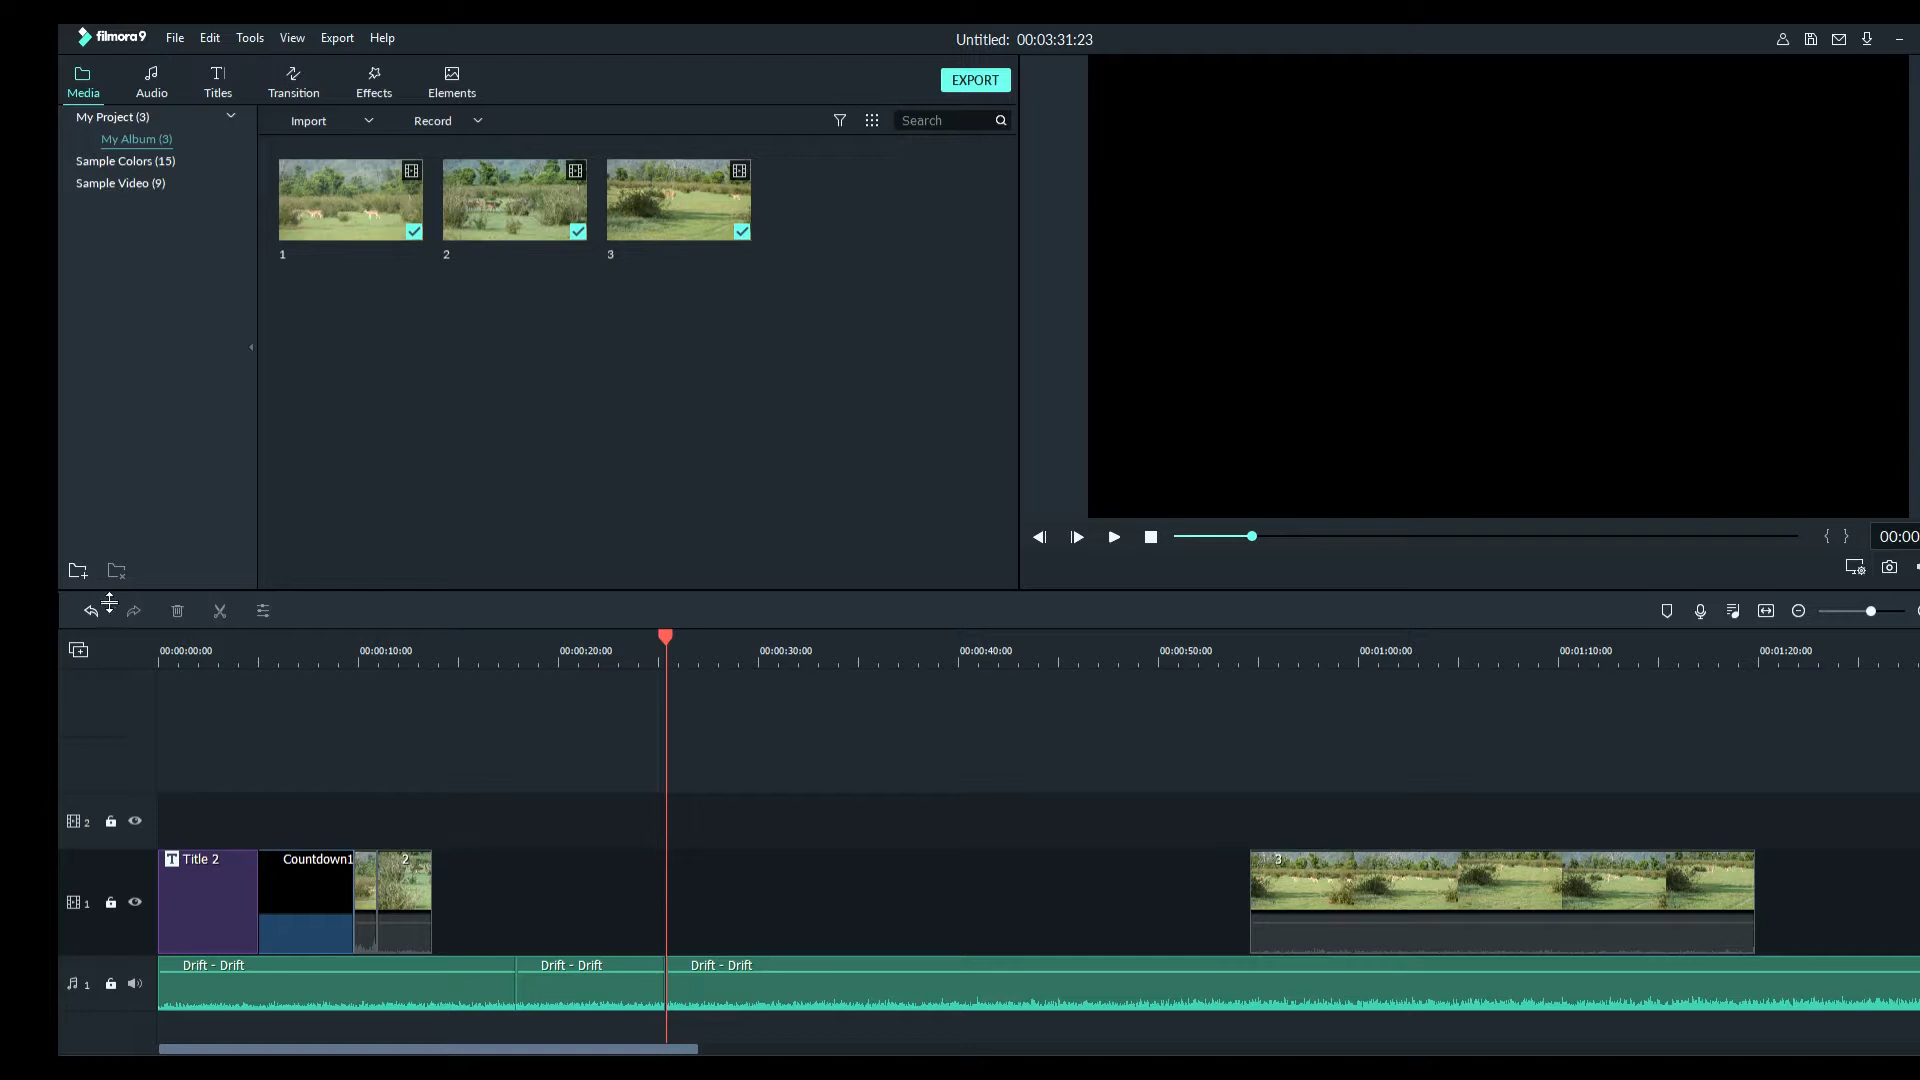 filmora9 File Edit Tools View Export Help Untitled: 00:03:31:23
Media Audio Titles Transition Effects Elements EXPORT
My Project (3) Import Record Search
My Album (3)
Sample Colors (15)
Sample Video (9)
1 2 3
{ } 00:00
00:00:00:00 00:00:10:00 00:00:20:00 00:00:30:00 00:00:40:00 00:00:50:00 00:01:00:00 00:01:10:00 00:01:20:00
2
T Title 2 Countdown1 2 3
1
Drift - Drift Drift - Drift Drift - Drift
1